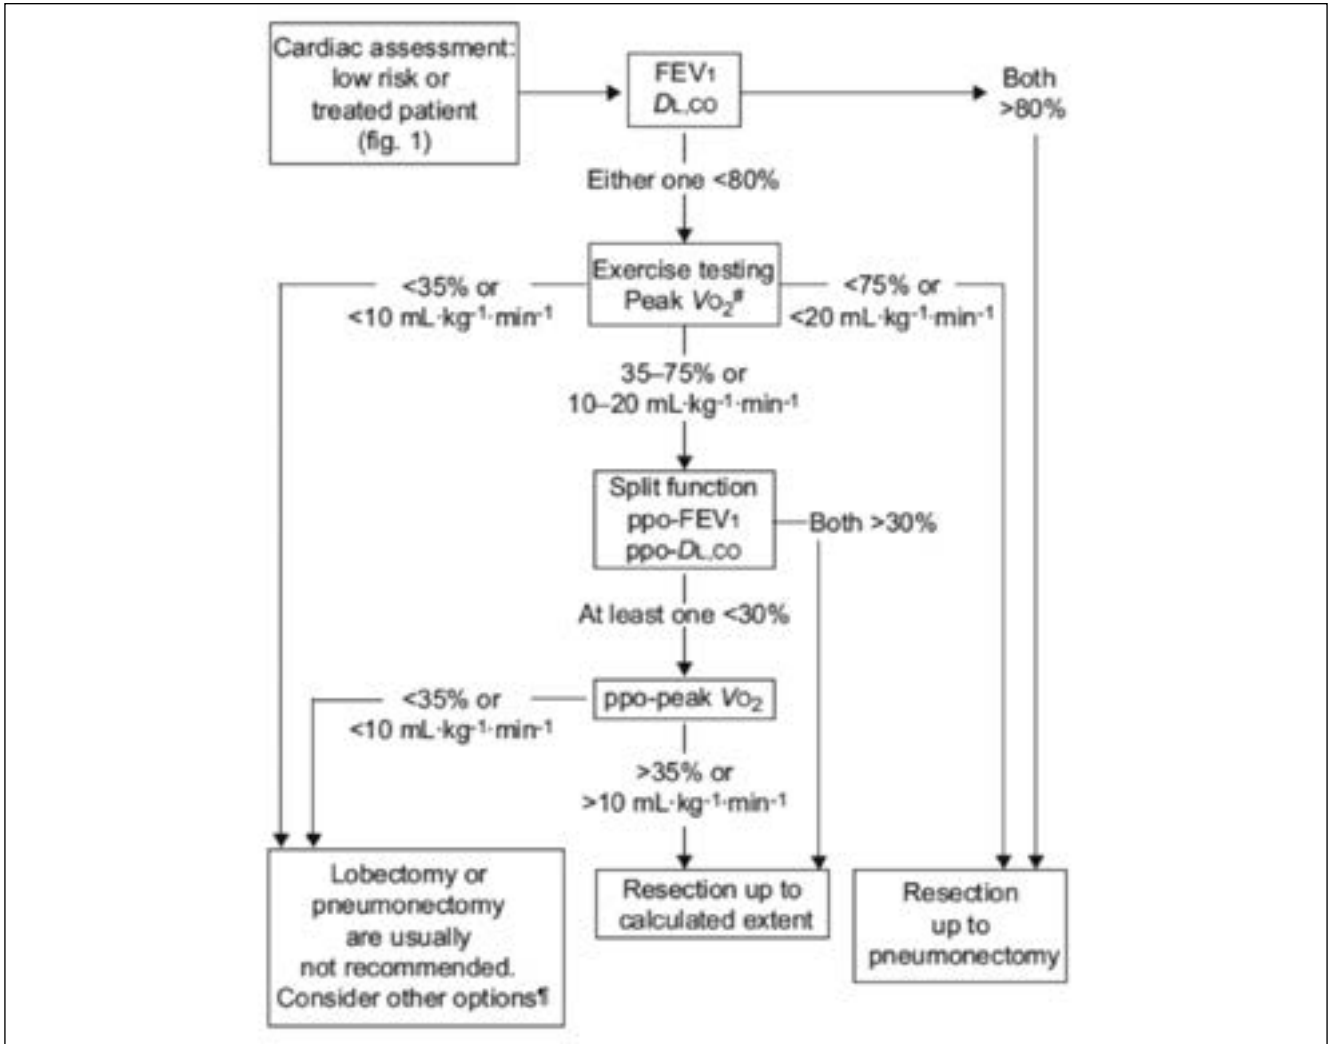 Cardiac assessment:
low risk or
treated patient
(fig. 1)
FEV1
DL,CO
Both
>80%
Either one <80%
Exercise testing
Peak VO2#
<35% or
<10 mL·kg-1·min-1
<75% or
<20 mL·kg-1·min-1
35–75% or
10–20 mL·kg-1·min-1
Split function
ppo-FEV1
ppo-DL,CO
Both >30%
At least one <30%
ppo-peak VO2
<35% or
<10 mL·kg-1·min-1
>35% or
>10 mL·kg-1·min-1
Lobectomy or
pneumonectomy
are usually
not recommended.
Consider other options¶
Resection up to
calculated extent
Resection
up to
pneumonectomy